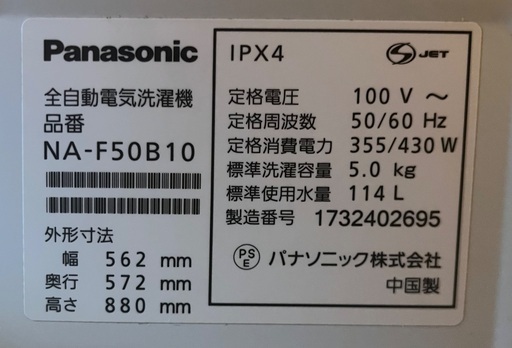 Panasonic
全自動電気洗濯機
品番
NA-F50B10
外形寸法
幅 562 mm
奥行 572 mm
高さ 880 mm
IPX4
S JET
定格電圧 100 V ～
定格周波数 50/60 Hz
定格消費電力 355/430 W
標準洗濯容量 5.0 kg
標準使用水量 114 L
製造番号 1732402695
PS E パナソニック株式会社
中国製